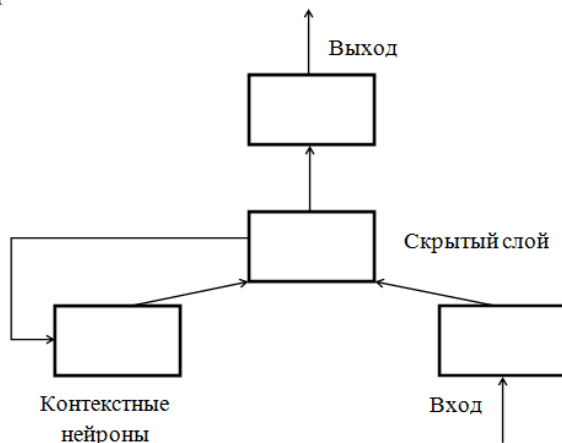 Выход
Скрытый слой
Контекстные
нейроны
Вход